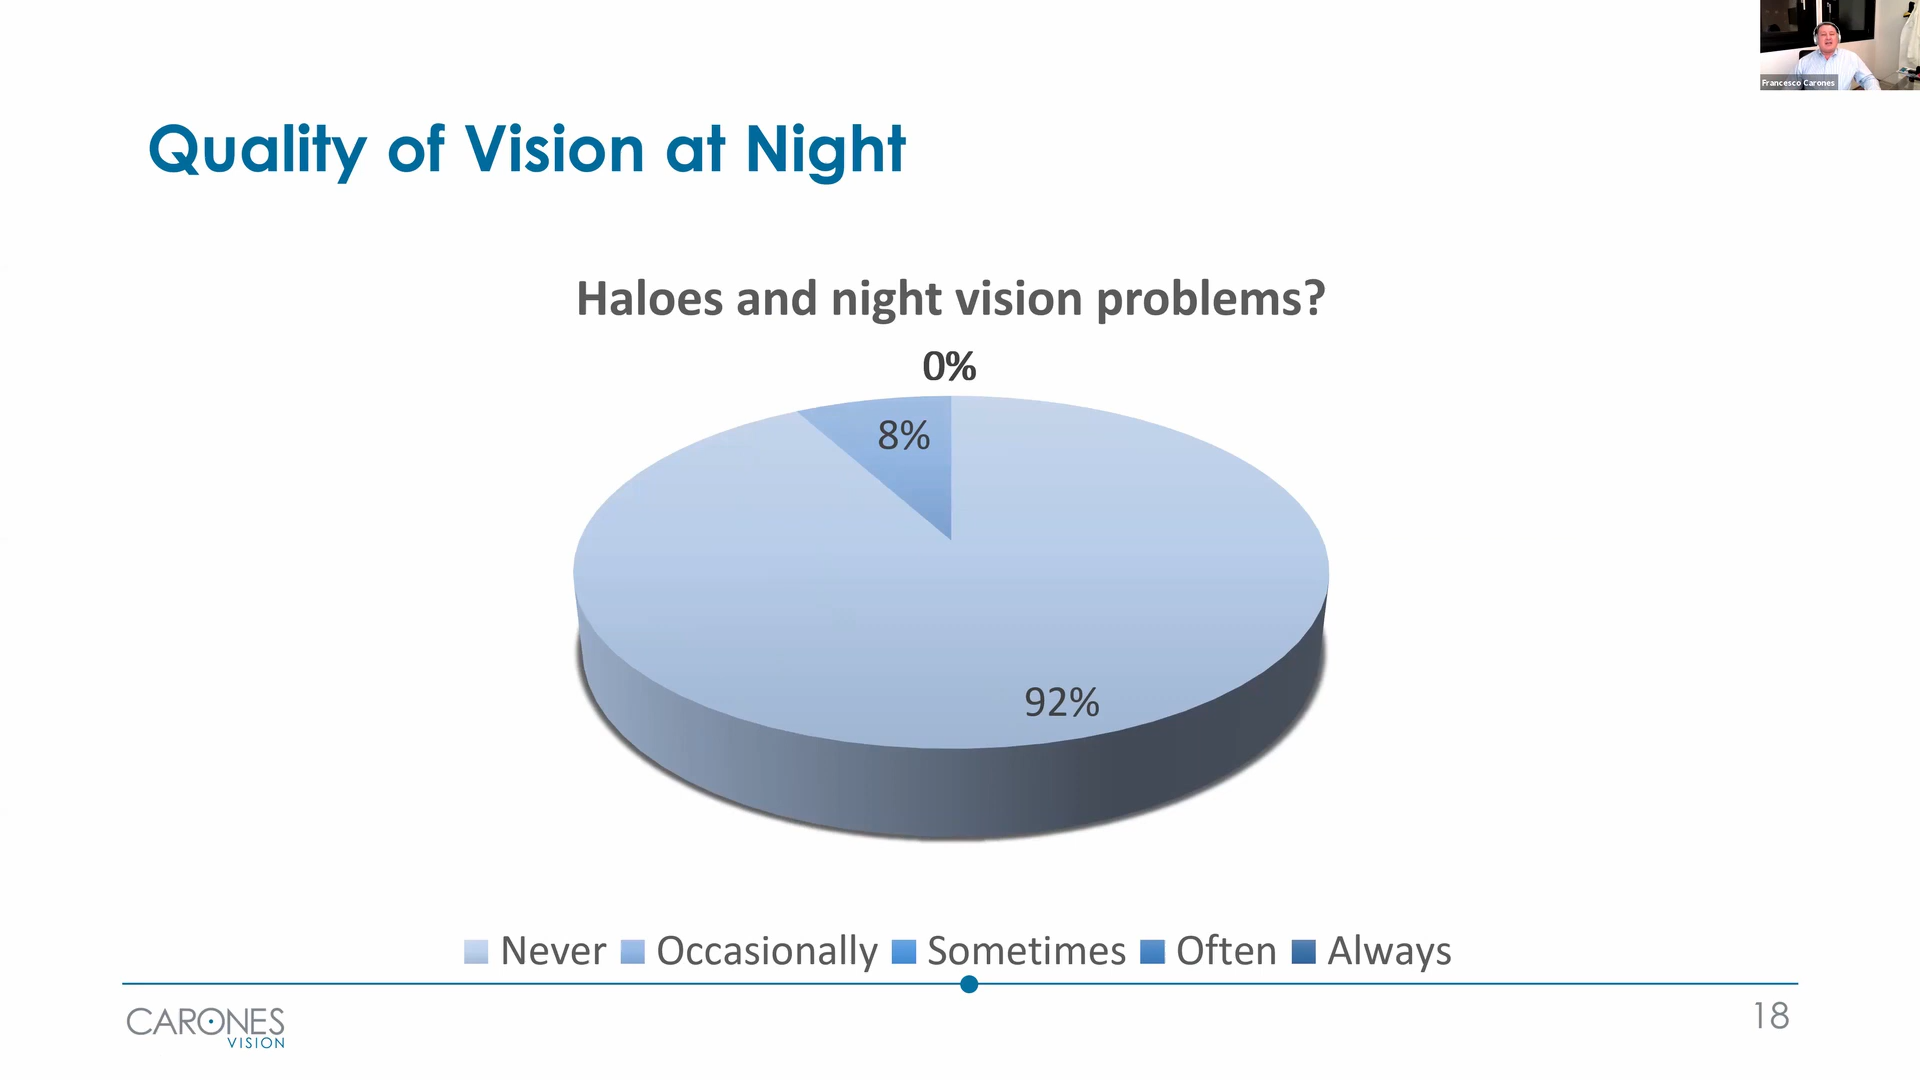 Francesco Carones
Quality of Vision at Night
Haloes and night vision problems?
0%
8%
92%
Never Occasionally Sometimes Often Always
CARONES
VISION
18